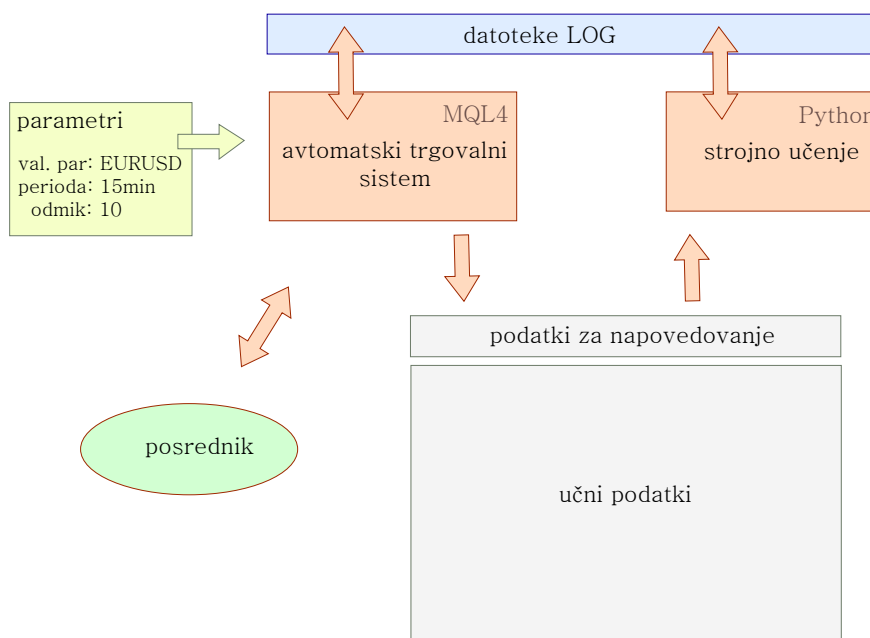 datoteke LOG
parametri
val. par: EURUSD
perioda: 15min
odmik: 10
MQL4
avtomatski trgovalni
sistem
Python
strojno učenje
podatki za napovedovanje
posrednik
učni podatki